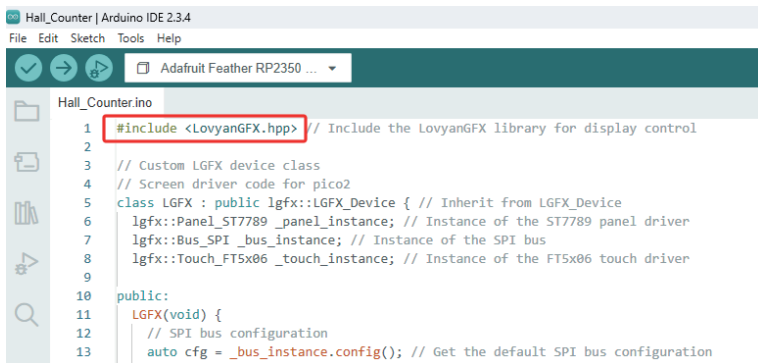 Hall_Counter | Arduino IDE 2.3.4
File Edit Sketch Tools Help
Adafruit Feather RP2350 ...
Hall_Counter.ino
1 #include <LovyanGFX.hpp> // Include the LovyanGFX library for display control
2
3 // Custom LGFX device class
4 // Screen driver code for pico2
5 class LGFX : public lgfx::LGFX_Device { // Inherit from LGFX_Device
6 lgfx::Panel_ST7789 _panel_instance; // Instance of the ST7789 panel driver
7 lgfx::Bus_SPI _bus_instance; // Instance of the SPI bus
8 lgfx::Touch_FT5x06 _touch_instance; // Instance of the FT5x06 touch driver
9
10 public:
11 LGFX(void) {
12 // SPI bus configuration
13 auto cfg = _bus_instance.config(); // Get the default SPI bus configuration